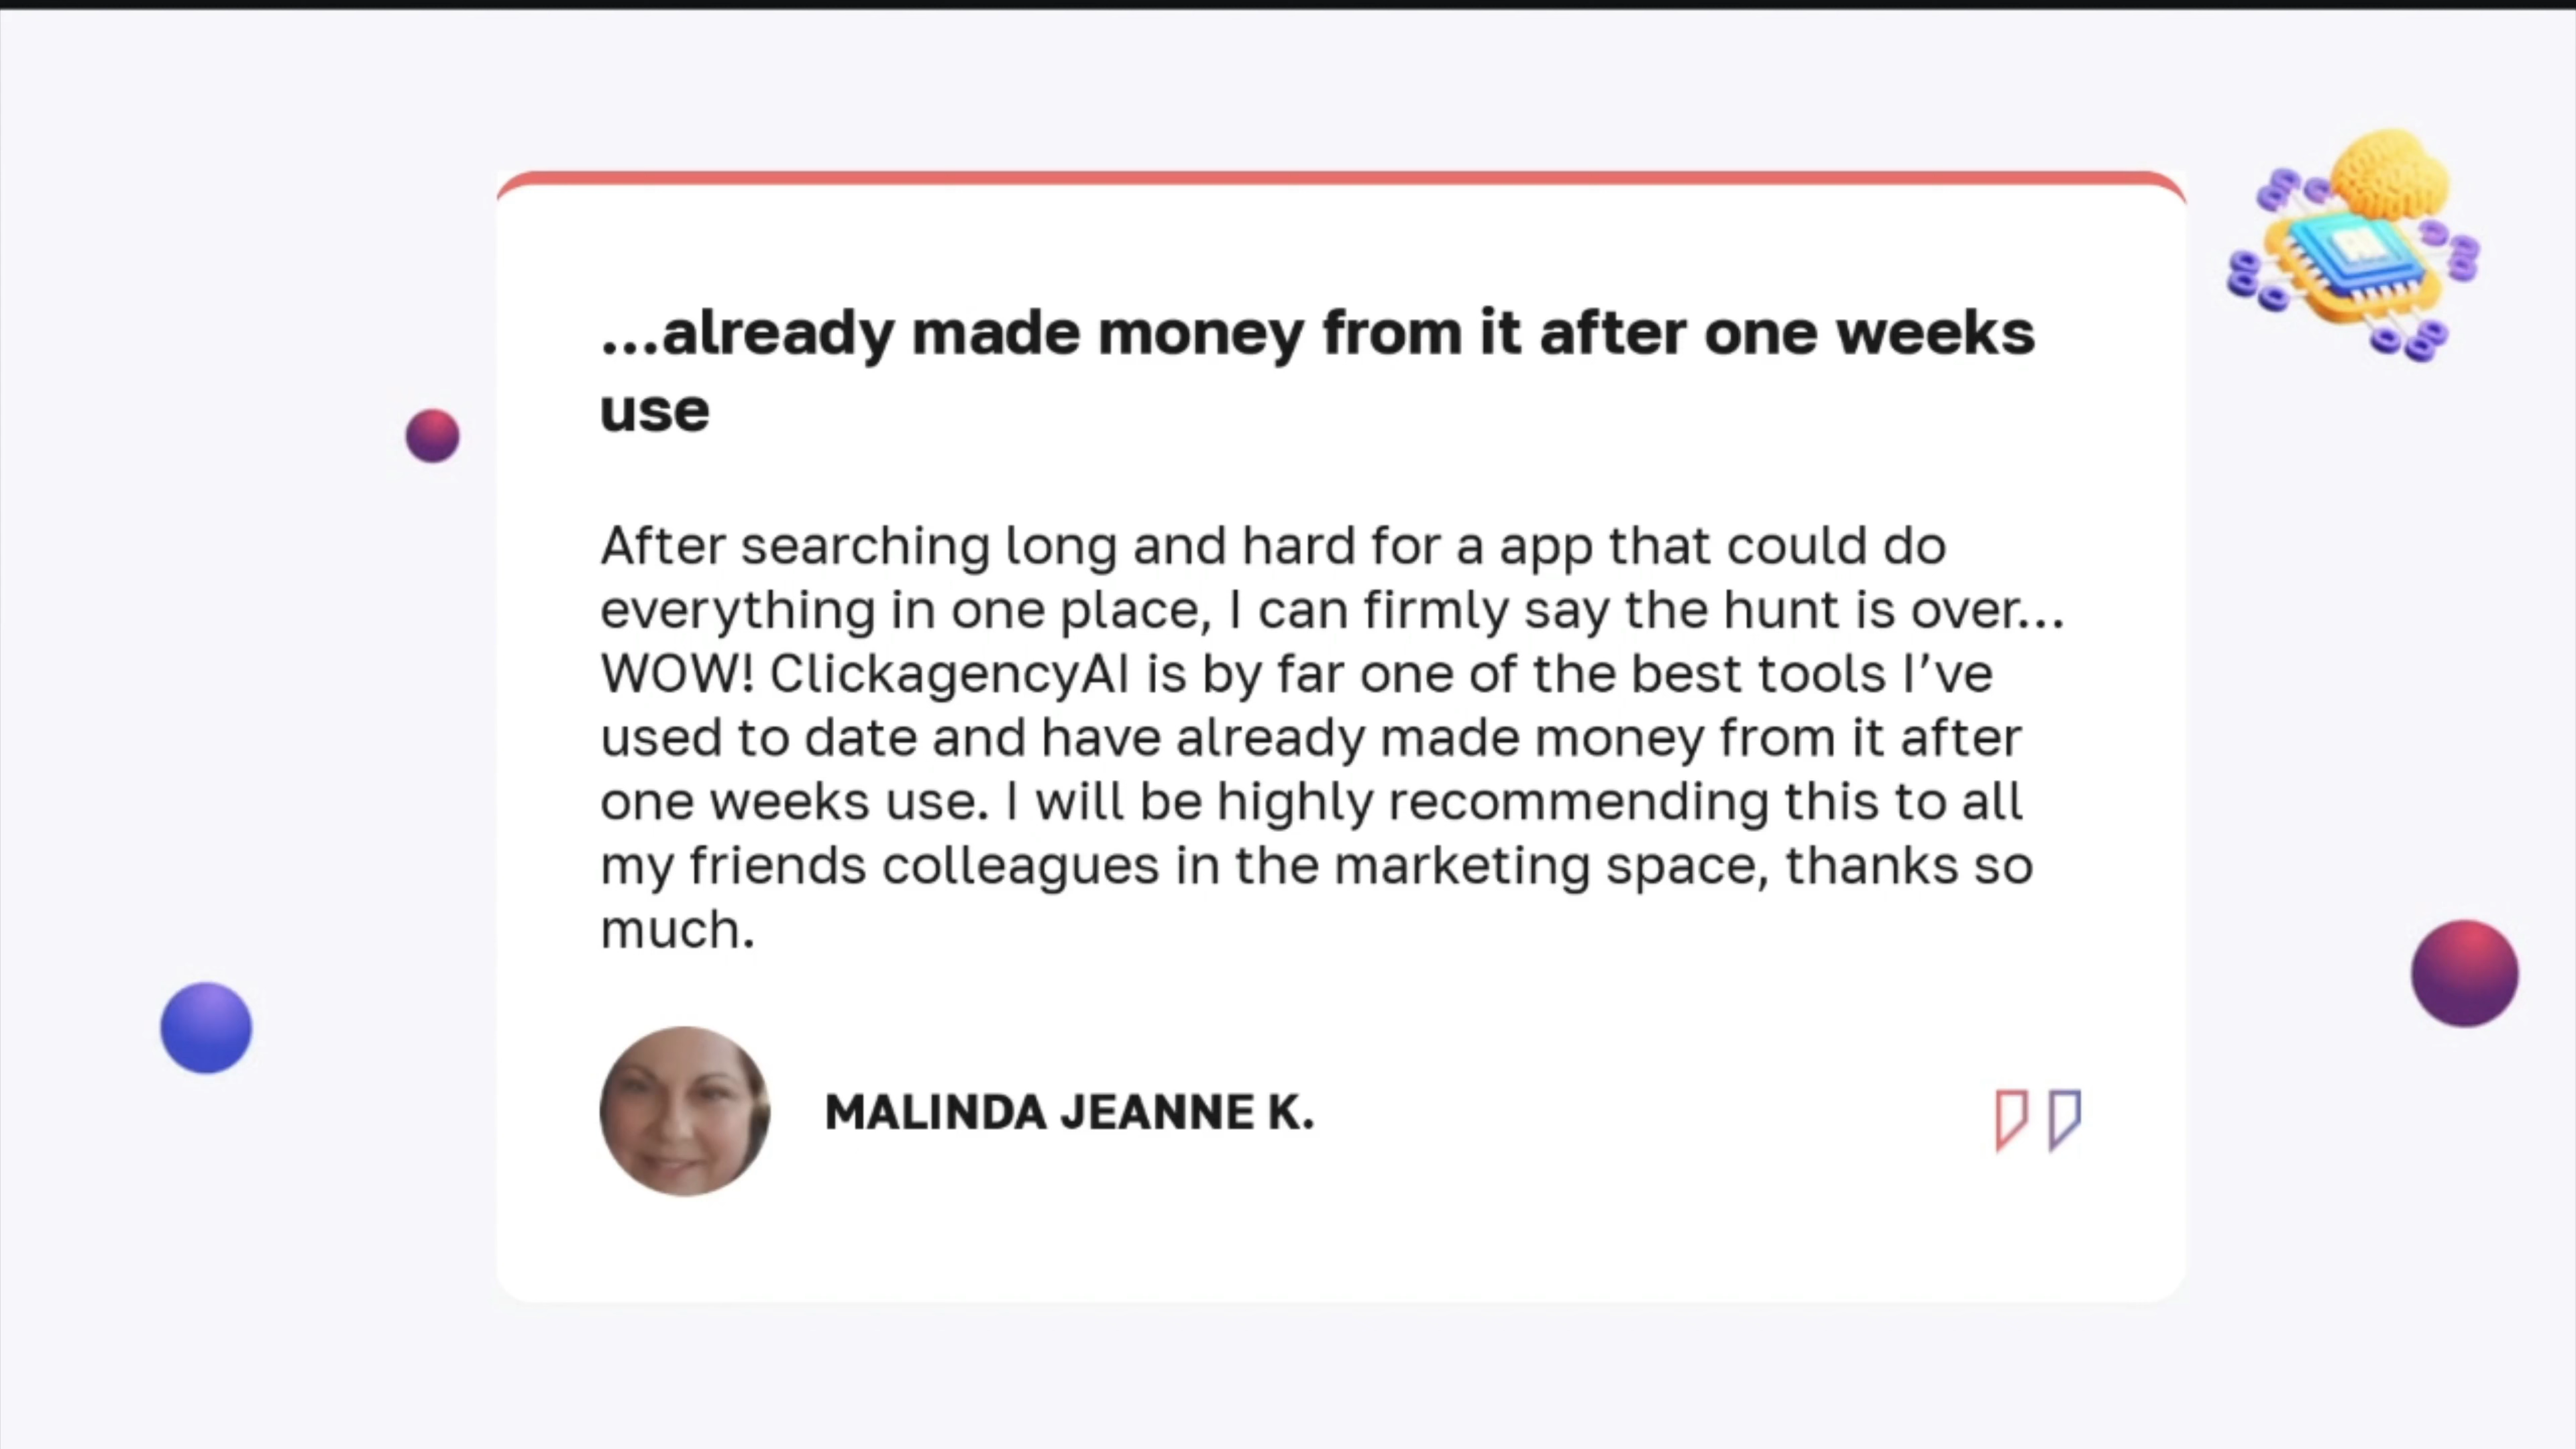 ...already made money from it after one weeks
use
After searching long and hard for a app that could do
everything in one place, I can firmly say the hunt is over...
WOW! ClickagencyAI is by far one of the best tools I’ve
used to date and have already made money from it after
one weeks use. I will be highly recommending this to all
my friends colleagues in the marketing space, thanks so
much.
MALINDA JEANNE K.